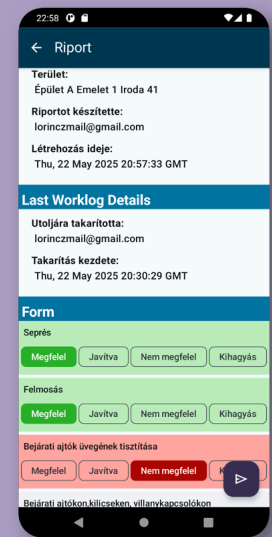 22:58
Riport
Terület:
Épület A Emelet 1 Iroda 41
Riportot készítette:
lorinczmail@gmail.com
Létrehozás ideje:
Thu, 22 May 2025 20:57:33 GMT
Last Worklog Details
Utoljára takarította:
lorinczmail@gmail.com
Takarítás kezdete:
Thu, 22 May 2025 20:30:29 GMT
Form
Seprés
Megfelel Javítva Nem megfelel Kihagyás
Felmosás
Megfelel Javítva Nem megfelel Kihagyás
Bejárati ajtók üvegének tisztítása
Megfelel Javítva Nem megfelel
Bejárati ajtókon,kilicseken, villanykapcsolókon